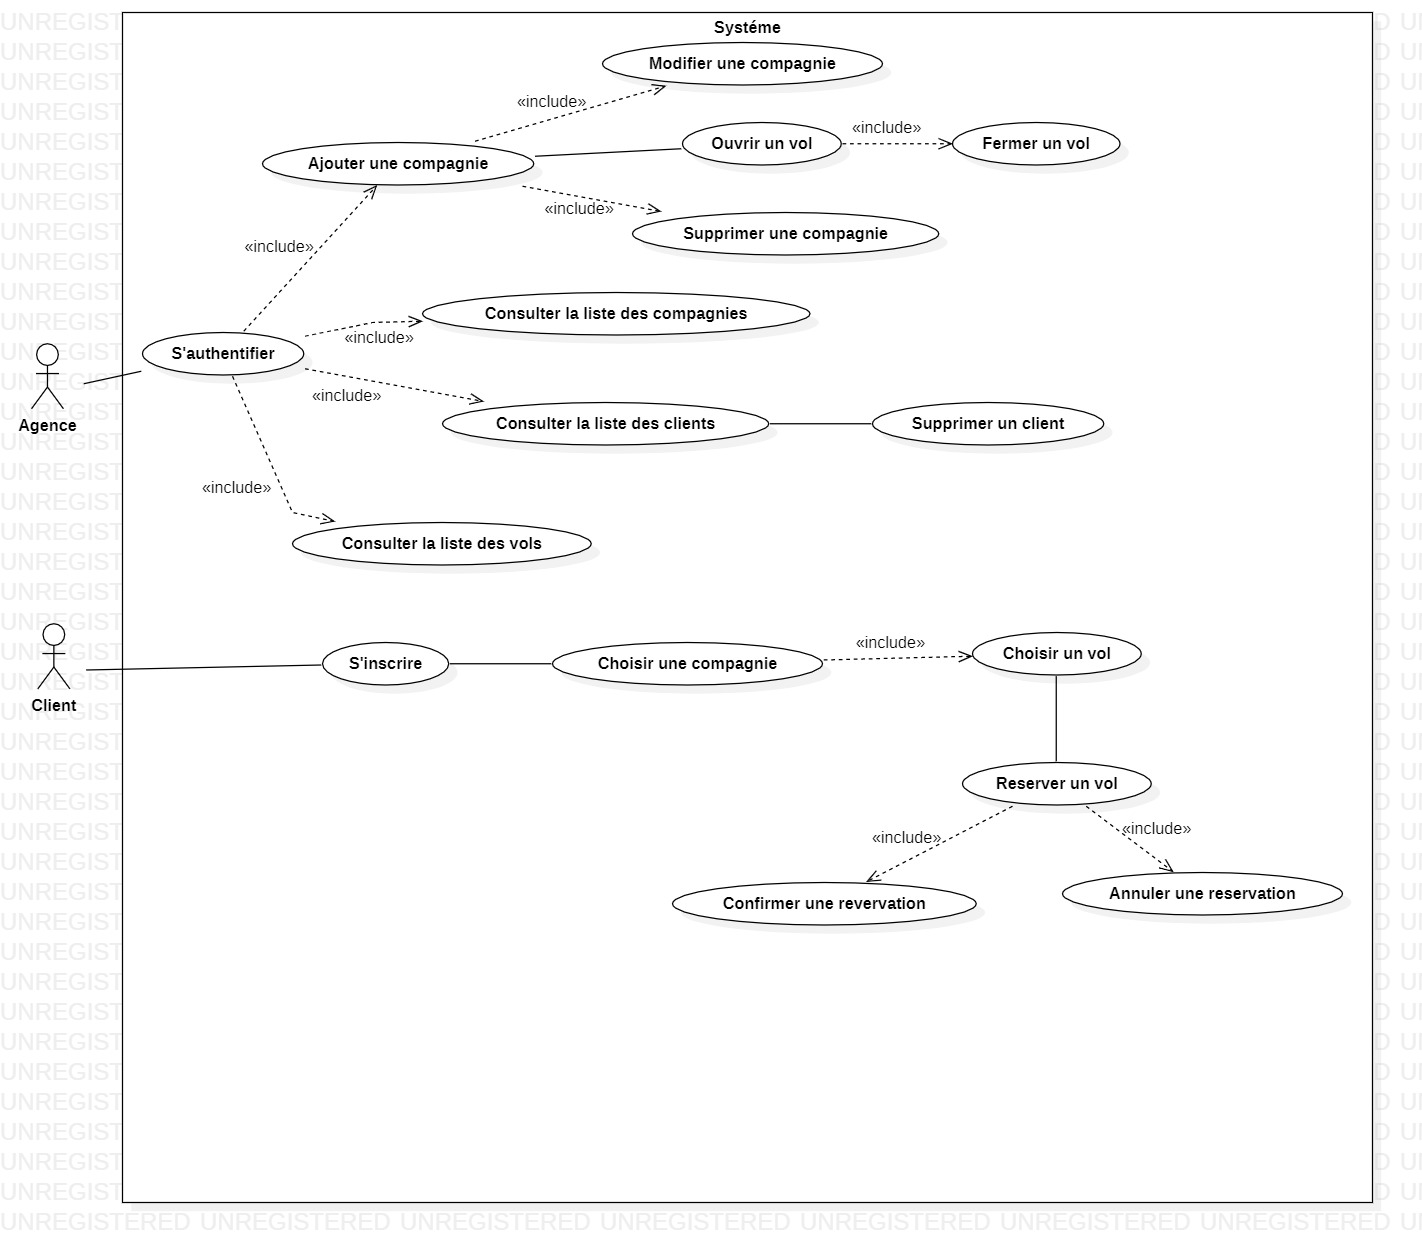 Systéme
Modifier une compagnie
«include»
Ouvrir un vol
«include»
Fermer un vol
Ajouter une compagnie
«include»
Supprimer une compagnie
«include»
Consulter la liste des compagnies
«include»
S'authentifier
Agence
«include»
Consulter la liste des clients
Supprimer un client
«include»
Consulter la liste des vols
Client
S'inscrire
Choisir une compagnie
«include»
Choisir un vol
Reserver un vol
«include»
«include»
Confirmer une revervation
Annuler une reservation
UNREGISTERED UNREGISTERED UNREGISTERED UNREGISTERED UNREGISTERED UNREGISTERED UNREGISTERED